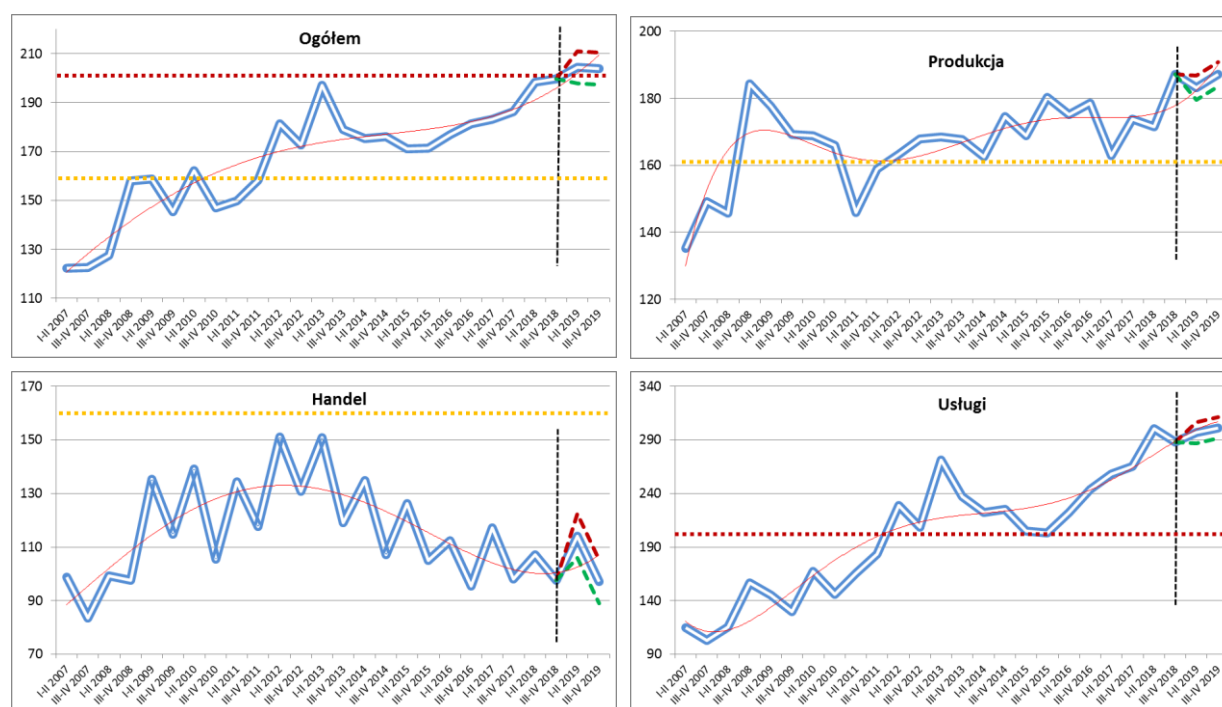 Ogółem
210
190
170
150
130
110
I-II 2007
III-IV 2007
I-II 2008
III-IV 2008
I-II 2009
III-IV 2009
I-II 2010
III-IV 2010
I-II 2011
III-IV 2011
I-II 2012
III-IV 2012
I-II 2013
III-IV 2013
I-II 2014
III-IV 2014
I-II 2015
III-IV 2015
I-II 2016
III-IV 2016
I-II 2017
III-IV 2017
I-II 2018
III-IV 2018
I-II 2019
III-IV 2019
Produkcja
200
180
160
140
120
I-II 2007
III-IV 2007
I-II 2008
III-IV 2008
I-II 2009
III-IV 2009
I-II 2010
III-IV 2010
I-II 2011
III-IV 2011
I-II 2012
III-IV 2012
I-II 2013
III-IV 2013
I-II 2014
III-IV 2014
I-II 2015
III-IV 2015
I-II 2016
III-IV 2016
I-II 2017
III-IV 2017
I-II 2018
III-IV 2018
I-II 2019
III-IV 2019
Handel
170
150
130
110
90
70
I-II 2007
III-IV 2007
I-II 2008
III-IV 2008
I-II 2009
III-IV 2009
I-II 2010
III-IV 2010
I-II 2011
III-IV 2011
I-II 2012
III-IV 2012
I-II 2013
III-IV 2013
I-II 2014
III-IV 2014
I-II 2015
III-IV 2015
I-II 2016
III-IV 2016
I-II 2017
III-IV 2017
I-II 2018
III-IV 2018
I-II 2019
III-IV 2019
Usługi
340
290
240
190
140
90
I-II 2007
III-IV 2007
I-II 2008
III-IV 2008
I-II 2009
III-IV 2009
I-II 2010
III-IV 2010
I-II 2011
III-IV 2011
I-II 2012
III-IV 2012
I-II 2013
III-IV 2013
I-II 2014
III-IV 2014
I-II 2015
III-IV 2015
I-II 2016
III-IV 2016
I-II 2017
III-IV 2017
I-II 2018
III-IV 2018
I-II 2019
III-IV 2019